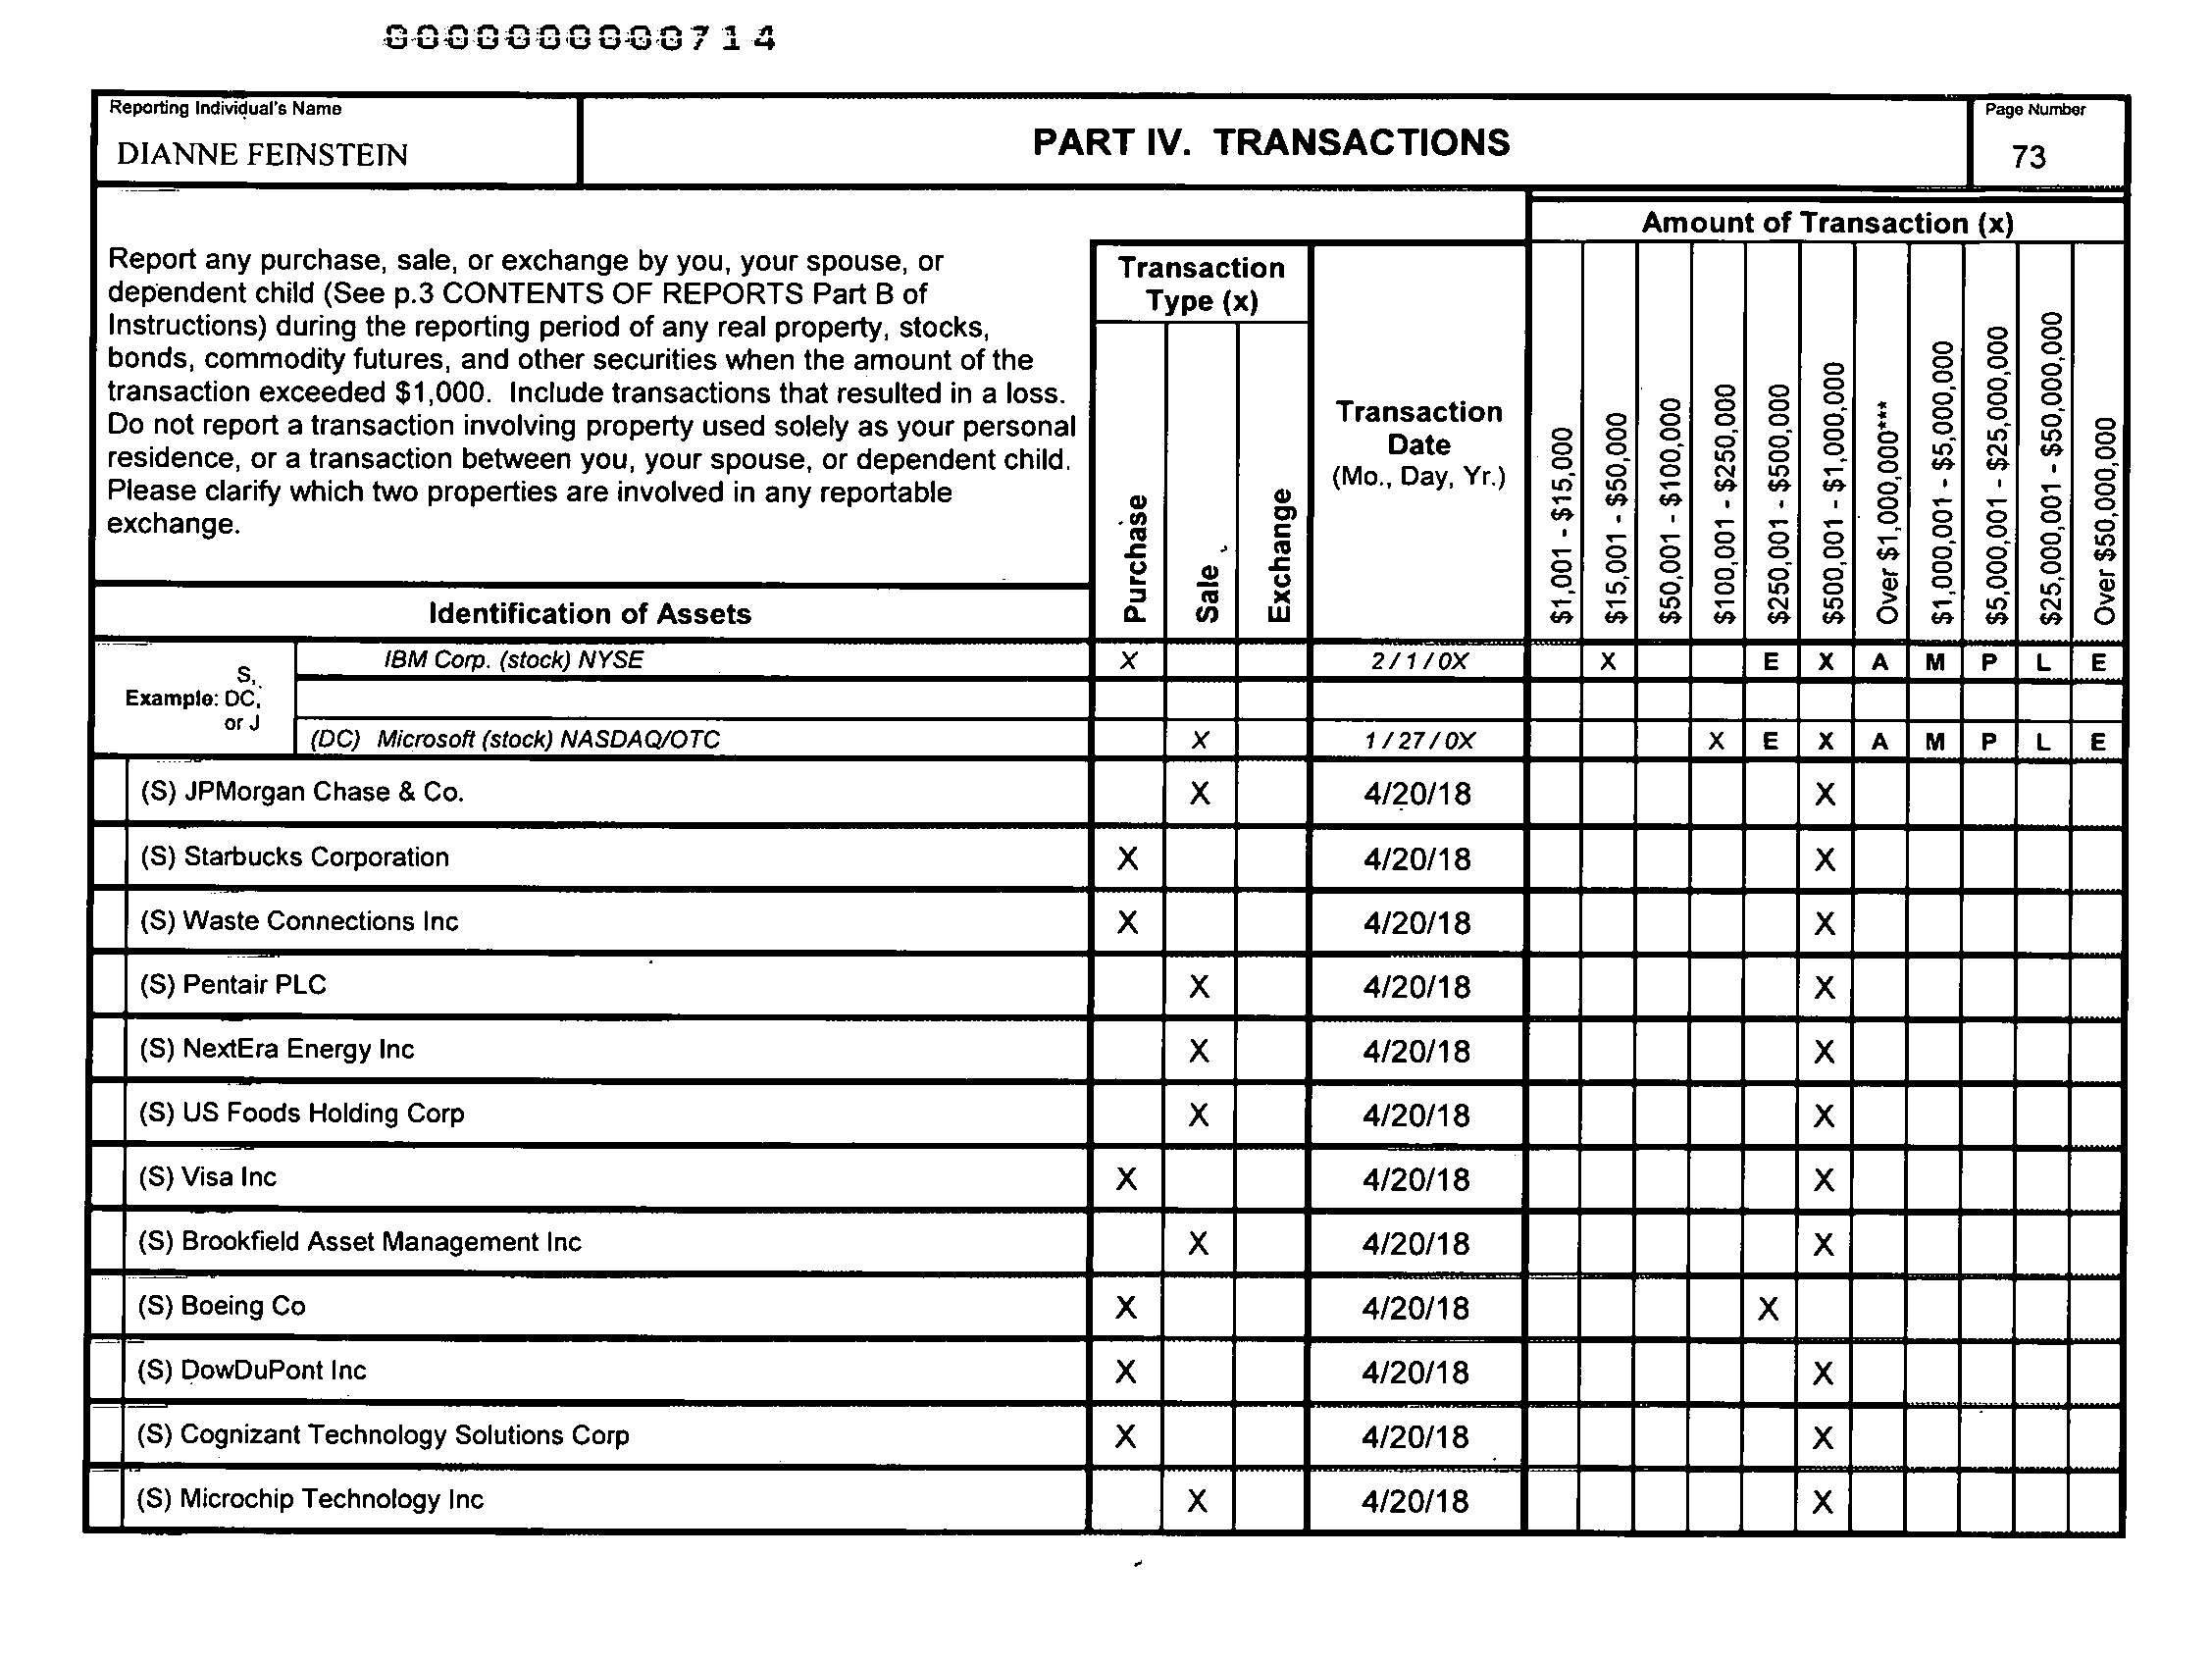 0000000000714
Reporting Individual's Name
DIANNE FEINSTEIN
PART IV. TRANSACTIONS
Page Number
73
Report any purchase, sale, or exchange by you, your spouse, or
dependent child (See p.3 CONTENTS OF REPORTS Part B of
Instructions) during the reporting period of any real property, stocks,
bonds, commodity futures, and other securities when the amount of the
transaction exceeded $1,000. Include transactions that resulted in a loss.
Do not report a transaction involving property used solely as your personal
residence, or a transaction between you, your spouse, or dependent child.
Please clarify which two properties are involved in any reportable
exchange.
Identification of Assets
Transaction
Type (x)
Purchase
Sale
Exchange
Transaction
Date
(Mo., Day, Yr.)
Amount of Transaction (x)
$1,001 - $15,000
$15,001 - $50,000
$50,001 - $100,000
$100,001 - $250,000
$250,001 - $500,000
$500,001 - $1,000,000
Over $1,000,000***
$1,000,001 - $5,000,000
$5,000,001 - $25,000,000
$25,000,001 - $50,000,000
Over $50,000,000
S,
Example: DC,
or J
IBM Corp. (stock) NYSE X 2 / 1 / 0X X E X A M P L E
(DC) Microsoft (stock) NASDAQ/OTC X 1 / 27 / 0X X E X A M P L E
(S) JPMorgan Chase & Co. X 4/20/18 X
(S) Starbucks Corporation X 4/20/18 X
(S) Waste Connections Inc X 4/20/18 X
(S) Pentair PLC X 4/20/18 X
(S) NextEra Energy Inc X 4/20/18 X
(S) US Foods Holding Corp X 4/20/18 X
(S) Visa Inc X 4/20/18 X
(S) Brookfield Asset Management Inc X 4/20/18 X
(S) Boeing Co X 4/20/18 X
(S) DowDuPont Inc X 4/20/18 X
(S) Cognizant Technology Solutions Corp X 4/20/18 X
(S) Microchip Technology Inc X 4/20/18 X